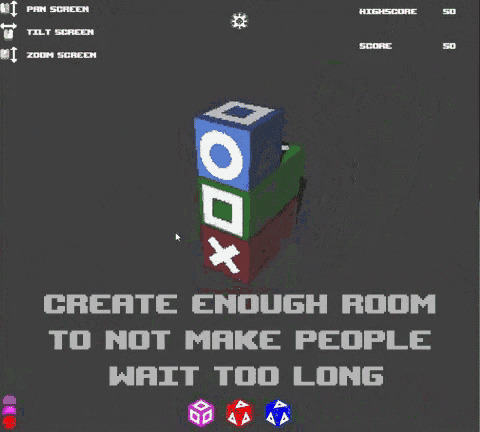 PAN SCREEN
TILT SCREEN
ZOOM SCREEN
HIGHSCORE 50
SCORE 50
CREATE ENOUGH ROOM
TO NOT MAKE PEOPLE
WAIT TOO LONG